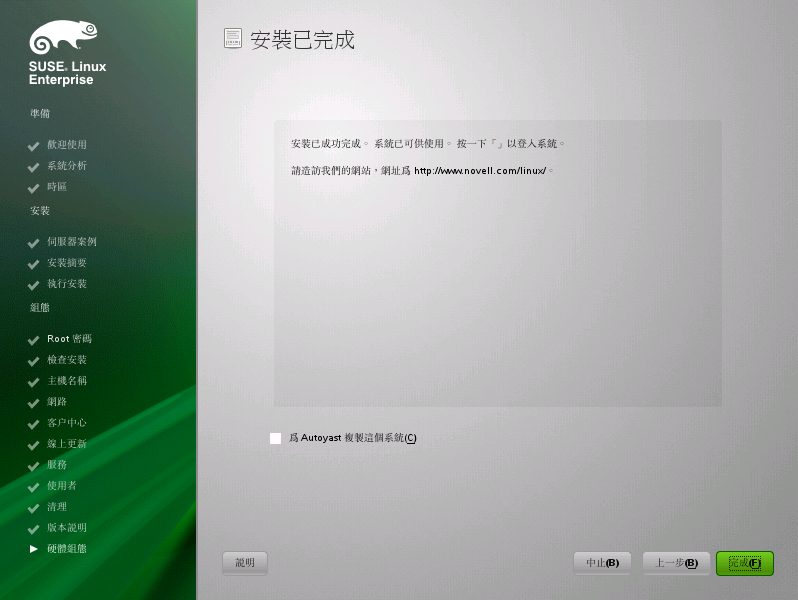 SUSE® Linux
Enterprise
準備
歡迎使用
系統分析
時區
安裝
伺服器案例
安裝摘要
執行安裝
組態
Root 密碼
檢查安裝
主機名稱
網路
客戶中心
線上更新
服務
使用者
清理
版本說明
硬體組態
安裝已完成
安裝已成功完成。 系統已可供使用。 按一下「 」以登入系統。
請造訪我們的網站，網址為 http://www.novell.com/linux/。
為 Autoyast 複製這個系統(C)
說明
中止(B)
上一步(B)
完成(F)